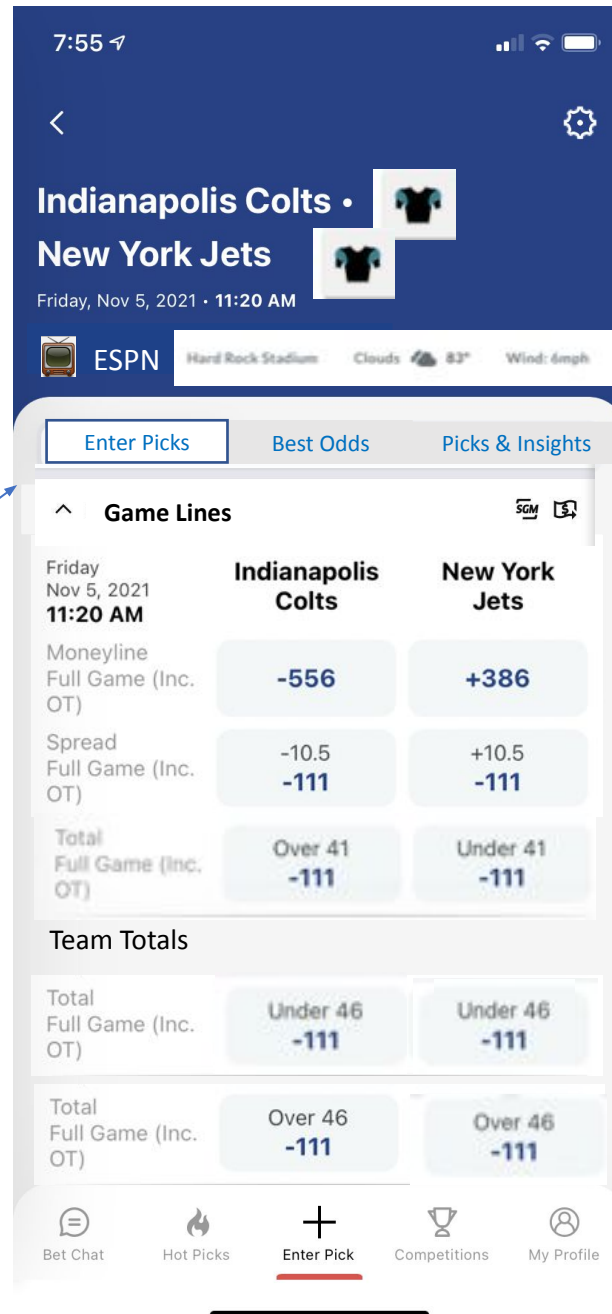 7:55
Indianapolis Colts •
New York Jets
Friday, Nov 5, 2021 • 11:20 AM
ESPN Hard Rock Stadium Clouds 83° Wind: 6mph
Enter Picks Best Odds Picks & Insights
Game Lines SGM
Friday
Nov 5, 2021
11:20 AM
Indianapolis
Colts
New York
Jets
Moneyline
Full Game (Inc.
OT)
-556 +386
Spread
Full Game (Inc.
OT)
-10.5 +10.5
-111 -111
Total
Full Game (Inc.
OT)
Over 41 Under 41
-111 -111
Team Totals
Total
Full Game (Inc.
OT)
Under 46 Under 46
-111 -111
Total
Full Game (Inc.
OT)
Over 46 Over 46
-111 -111
Bet Chat Hot Picks Enter Pick Competitions My Profile